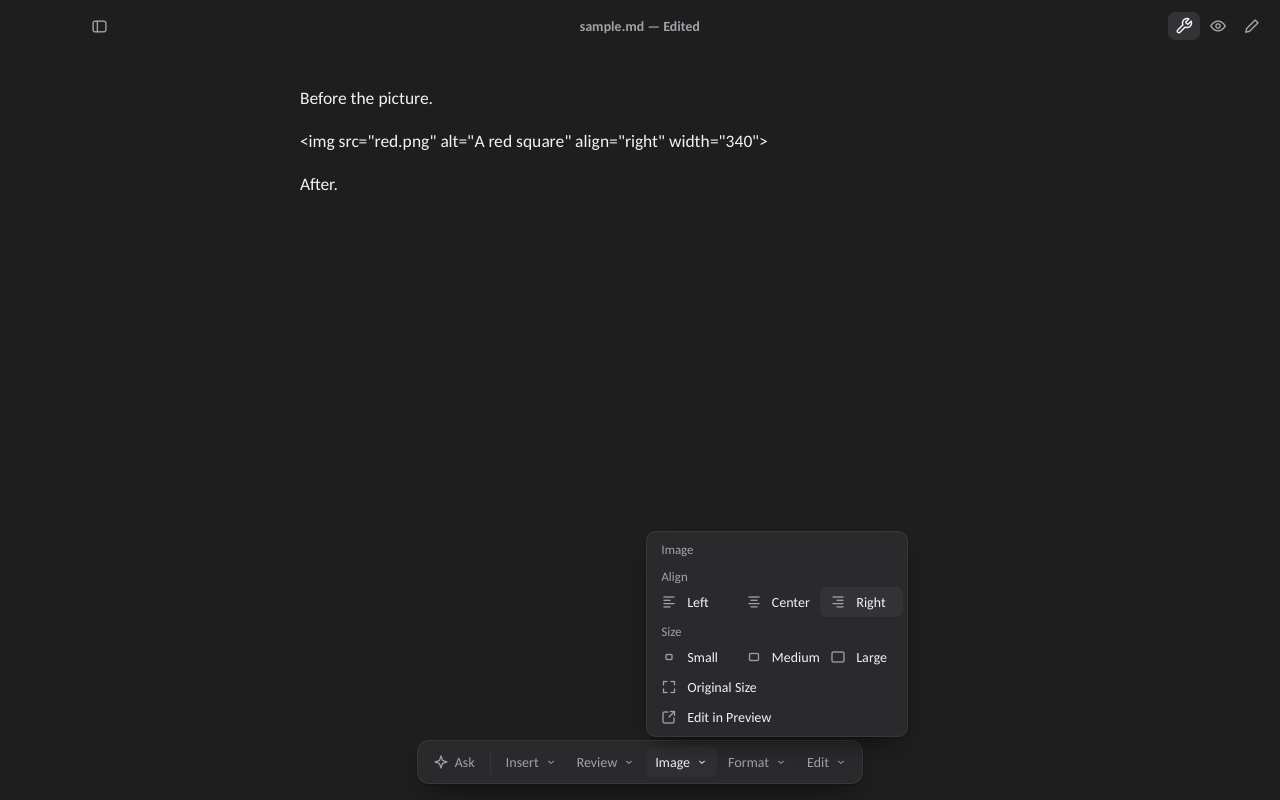 sample.md — Edited
Before the picture.
<img src="red.png" alt="A red square" align="right" width="340">
After.
Image
Align
Left Center Right
Size
Small Medium Large
Original Size
Edit in Preview
Ask Insert Review Image Format Edit